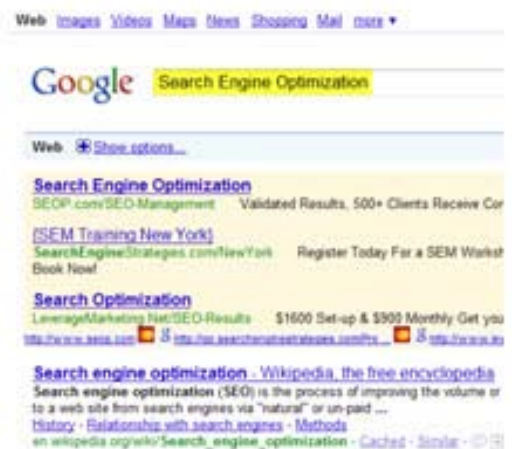 Web Images Videos Maps News Shopping Mail more ▼
Google Search Engine Optimization
Web Show options...
Search Engine Optimization
SEOP.com/SEO-Management Validated Results, 500+ Clients Receive Cor
[SEM Training New York]
SearchEngineStrategies.com/NewYork Register Today For a SEM Worksh
Book Now!
Search Optimization
LeverageMarketing.Net/SEO-Results $1600 Set-up & $900 Monthly Get you
http://www.seop.com
Search engine optimization - Wikipedia, the free encyclopedia
Search engine optimization (SEO) is the process of improving the volume or
to a web site from search engines via "natural" or un-paid ...
History - Relationship with search engines - Methods
en.wikipedia.org/wiki/Search_engine_optimization - Cached - Similar -